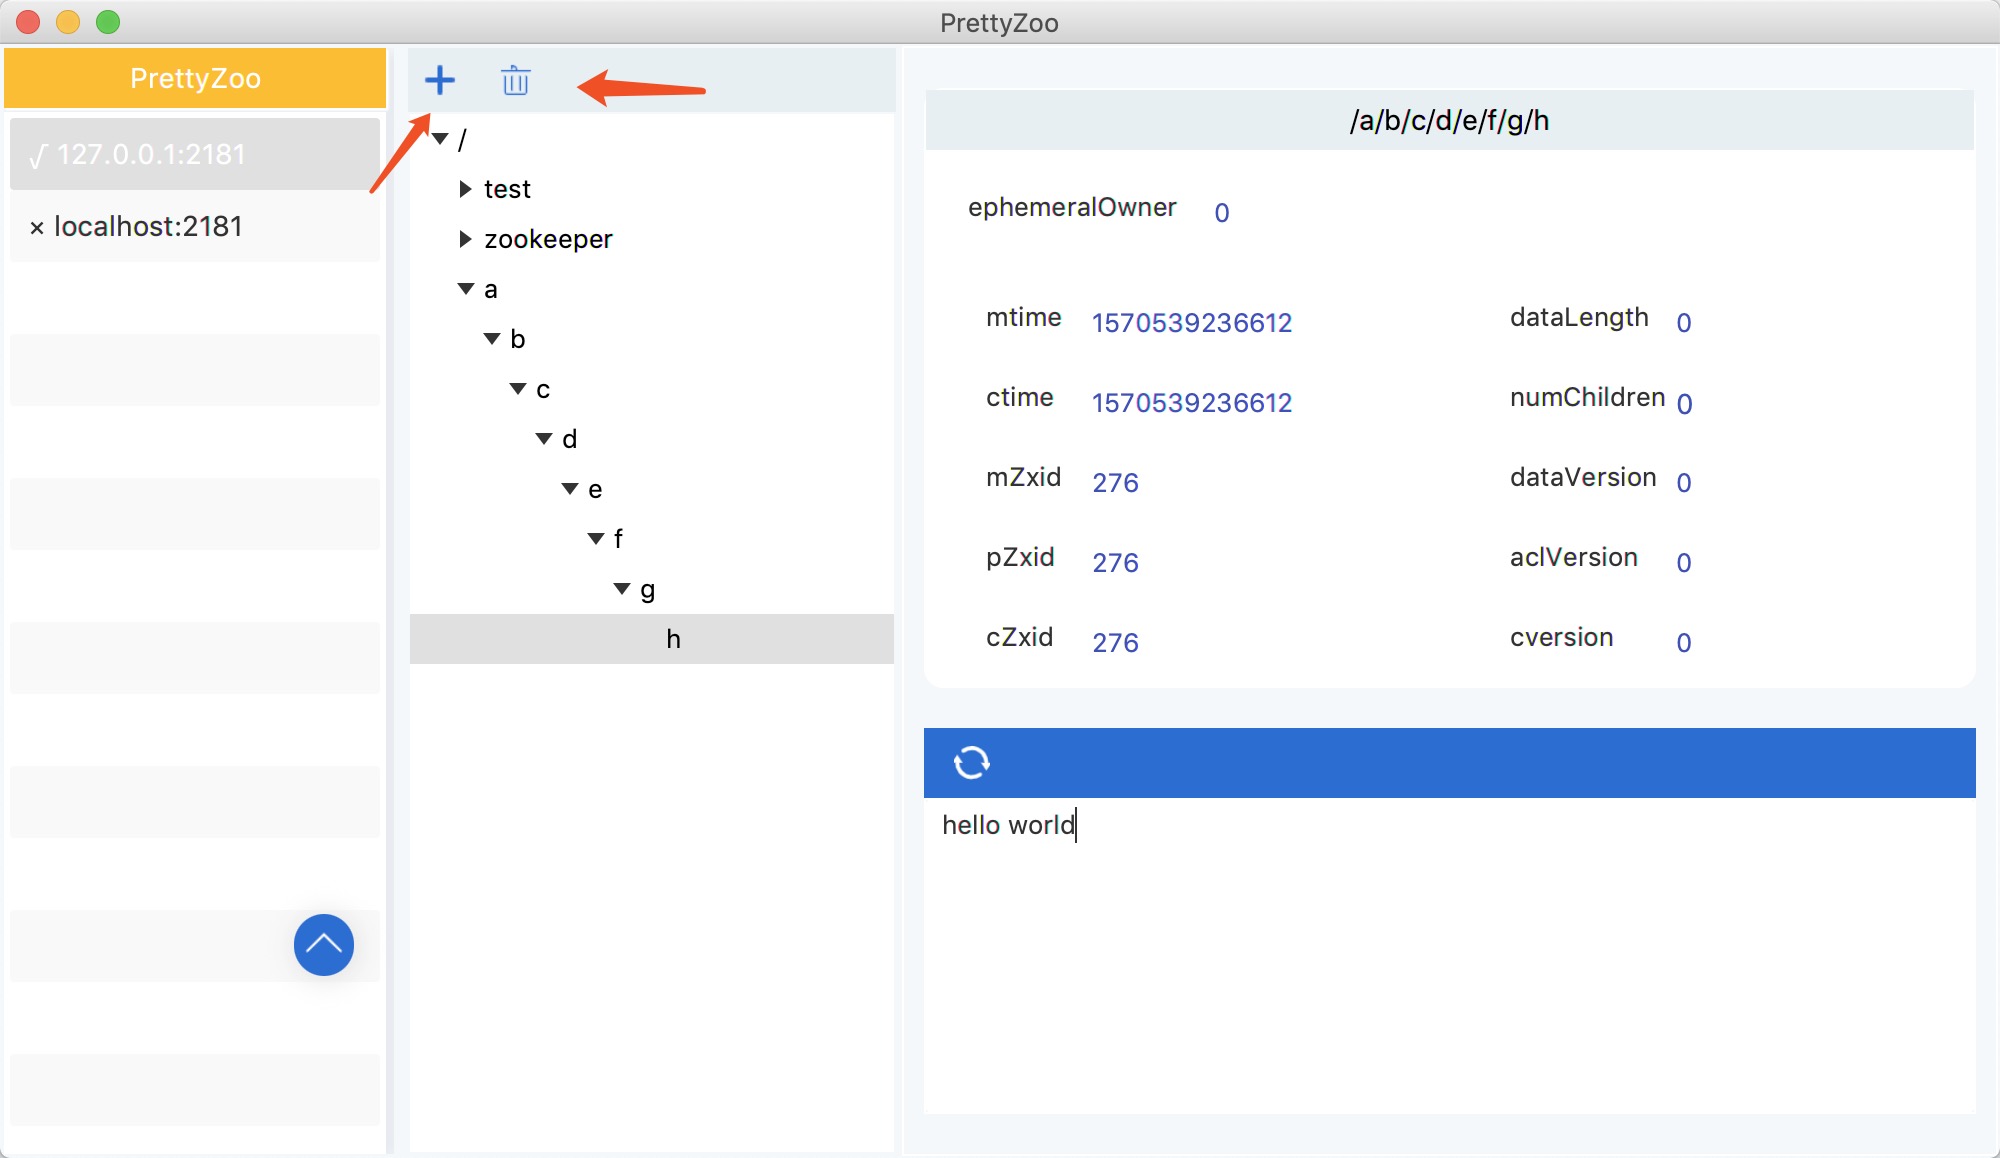 PrettyZoo
PrettyZoo
√ 127.0.0.1:2181
× localhost:2181
/
test
zookeeper
a
b
c
d
e
f
g
h
/a/b/c/d/e/f/g/h
ephemeralOwner 0
mtime 1570539236612 dataLength 0
ctime 1570539236612 numChildren 0
mZxid 276 dataVersion 0
pZxid 276 aclVersion 0
cZxid 276 cversion 0
hello world